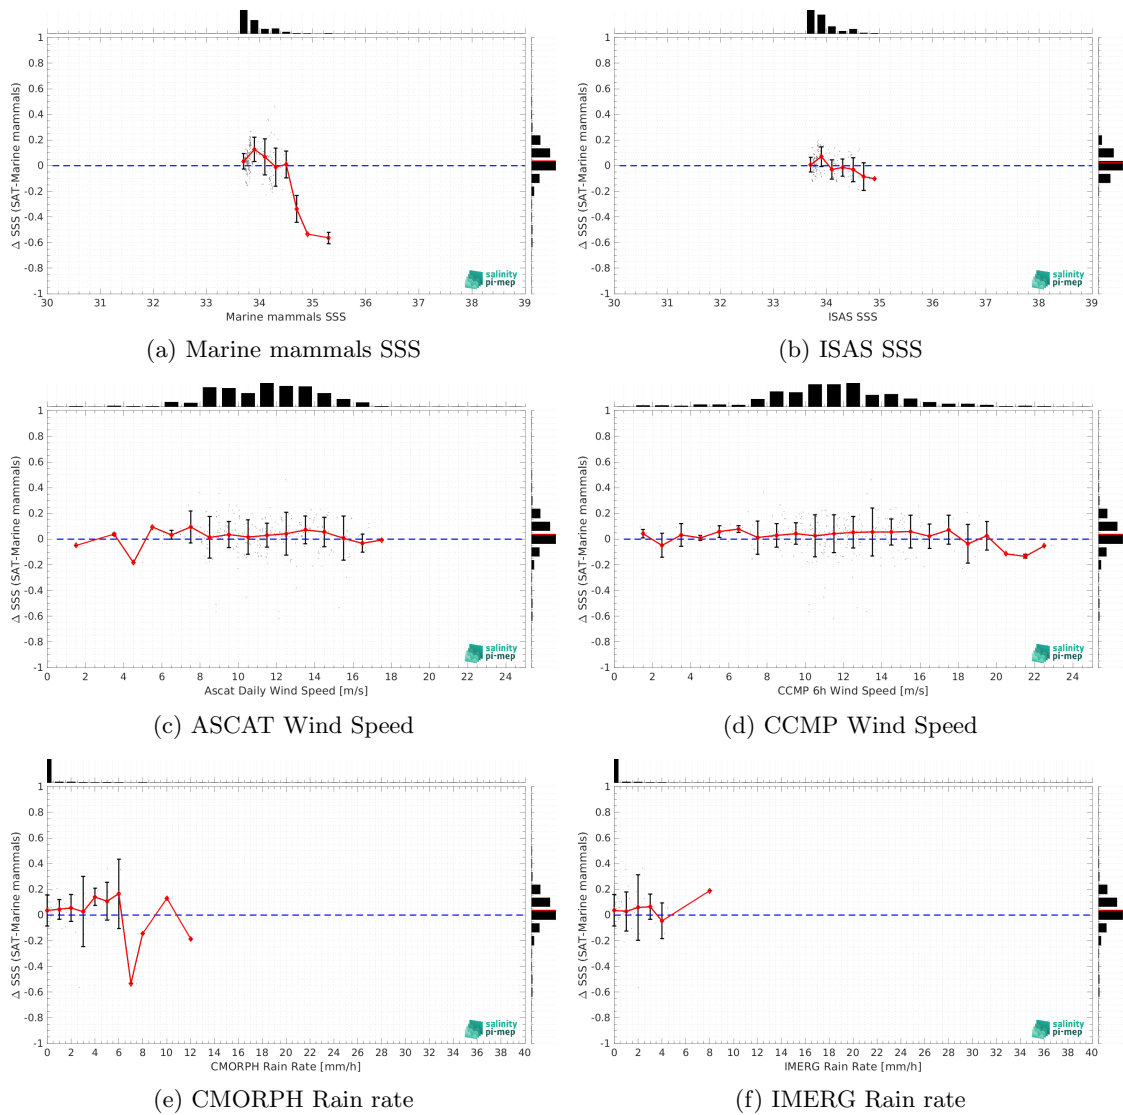 1
0.8
0.6
0.4
0.2
0
-0.2
-0.4
-0.6
-0.8
-1
Δ SSS (SAT-Marine mammals)
salinity
pi-mep
30 31 32 33 34 35 36 37 38 39
Marine mammals SSS
(a) Marine mammals SSS
1
0.8
0.6
0.4
0.2
0
-0.2
-0.4
-0.6
-0.8
-1
Δ SSS (SAT-Marine mammals)
salinity
pi-mep
30 31 32 33 34 35 36 37 38 39
ISAS SSS
(b) ISAS SSS
1
0.8
0.6
0.4
0.2
0
-0.2
-0.4
-0.6
-0.8
-1
Δ SSS (SAT-Marine mammals)
salinity
pi-mep
0 2 4 6 8 10 12 14 16 18 20 22 24
Ascat Daily Wind Speed [m/s]
(c) ASCAT Wind Speed
1
0.8
0.6
0.4
0.2
0
-0.2
-0.4
-0.6
-0.8
-1
Δ SSS (SAT-Marine mammals)
salinity
pi-mep
0 2 4 6 8 10 12 14 16 18 20 22 24
CCMP 6h Wind Speed [m/s]
(d) CCMP Wind Speed
1
0.8
0.6
0.4
0.2
0
-0.2
-0.4
-0.6
-0.8
-1
Δ SSS (SAT-Marine mammals)
salinity
pi-mep
0 2 4 6 8 10 12 14 16 18 20 22 24 26 28 30 32 34 36 38 40
CMORPH Rain Rate [mm/h]
(e) CMORPH Rain rate
1
0.8
0.6
0.4
0.2
0
-0.2
-0.4
-0.6
-0.8
-1
Δ SSS (SAT-Marine mammals)
salinity
pi-mep
0 2 4 6 8 10 12 14 16 18 20 22 24 26 28 30 32 34 36 38 40
IMERG Rain Rate [mm/h]
(f) IMERG Rain rate